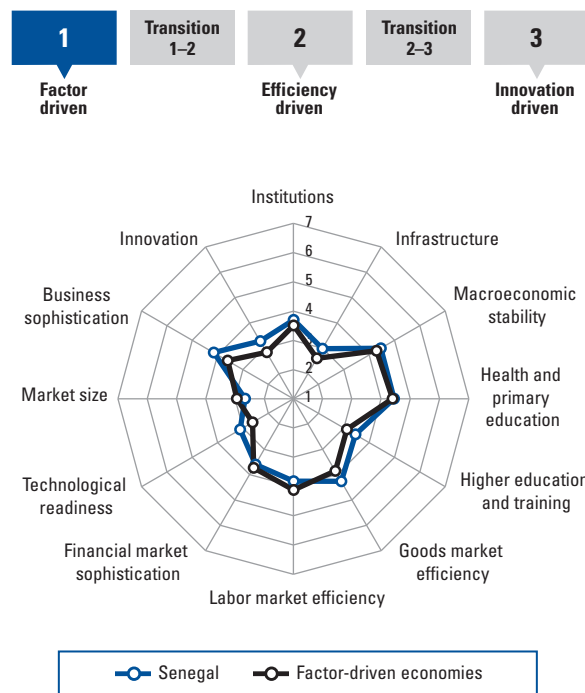 1
Transition
1–2
2
Transition
2–3
3
Factor
driven
Efficiency
driven
Innovation
driven
Institutions
7
Innovation
6
Infrastructure
5
Business
sophistication
4
Macroeconomic
stability
2
Market size
1
Health and
primary
education
Technological
readiness
Higher education
and training
Financial market
sophistication
Goods market
efficiency
Labor market efficiency
Senegal
Factor-driven economies